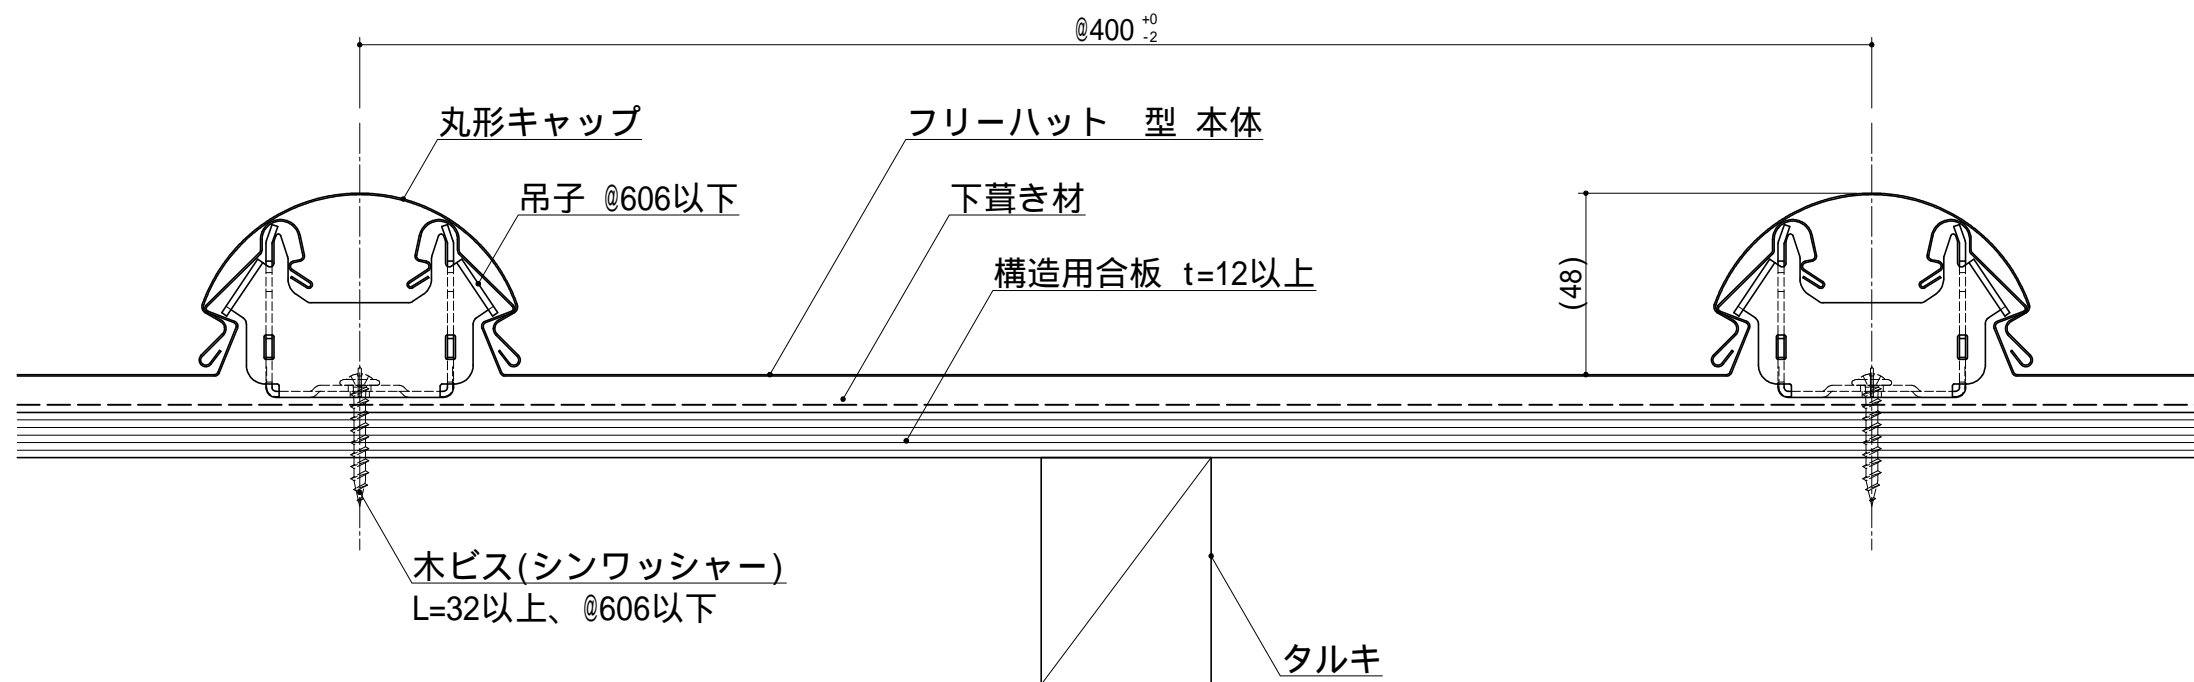 @400 +0 -2
丸形キャップ
フリーハット 型 本体
吊子 @606以下
下葺き材
構造用合板 t=12以上
(48)
木ビス(シンワッシャー)
L=32以上、@606以下
タルキ